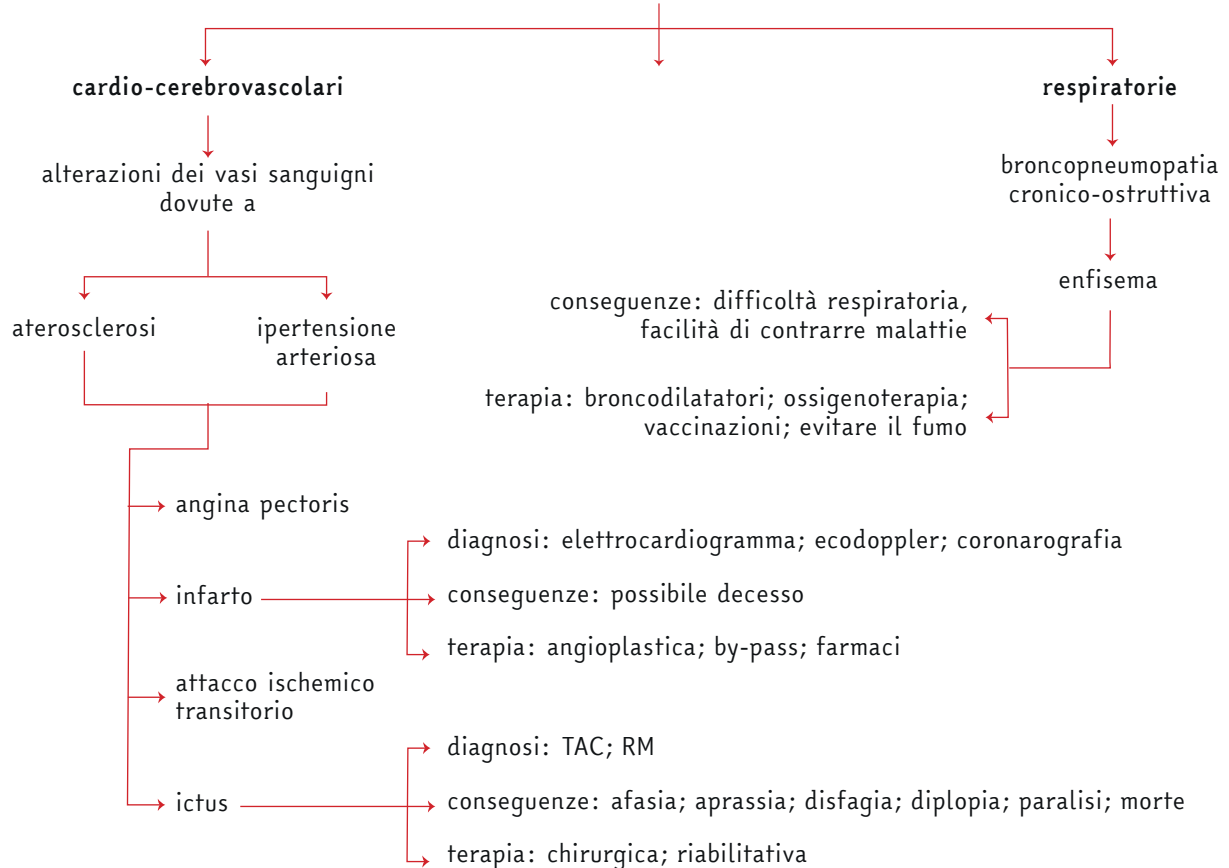 cardio-cerebrovascolari
respiratorie
alterazioni dei vasi sanguigni
dovute a
broncopneumopatia
cronico-ostruttiva
aterosclerosi
ipertensione
arteriosa
enfisema
conseguenze: difficoltà respiratoria,
facilità di contrarre malattie
terapia: broncodilatatori; ossigenoterapia;
vaccinazioni; evitare il fumo
angina pectoris
infarto
diagnosi: elettrocardiogramma; ecodoppler; coronarografia
conseguenze: possibile decesso
terapia: angioplastica; by-pass; farmaci
attacco ischemico
transitorio
ictus
diagnosi: TAC; RM
conseguenze: afasia; aprassia; disfagia; diplopia; paralisi; morte
terapia: chirurgica; riabilitativa